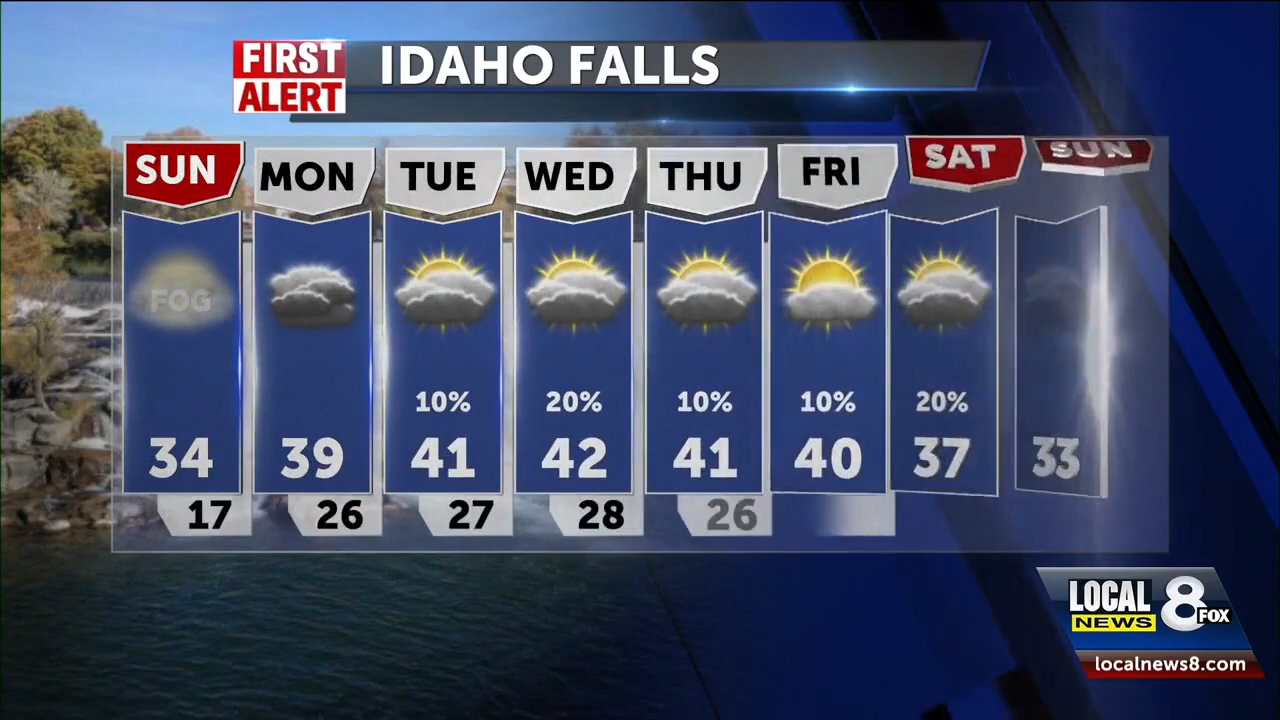 FIRST
ALERT
IDAHO FALLS
SUN MON TUE WED THU FRI SAT SUN
FOG
10% 20% 10% 10% 20%
34 39 41 42 41 40 37 33
17 26 27 28 26
LOCAL 8
NEWS FOX
localnews8.com